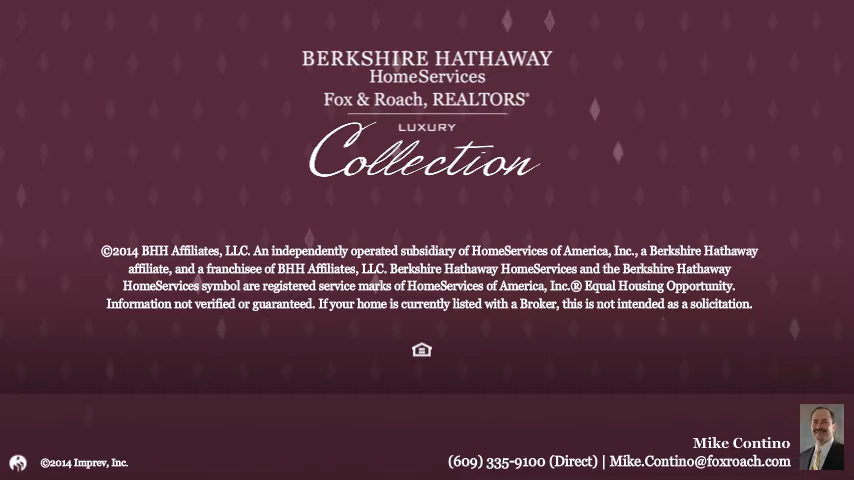 BERKSHIRE HATHAWAY
HomeServices
Fox & Roach, REALTORS®
LUXURY
Collection
©2014 BHH Affiliates, LLC. An independently operated subsidiary of HomeServices of America, Inc., a Berkshire Hathaway
affiliate, and a franchisee of BHH Affiliates, LLC. Berkshire Hathaway HomeServices and the Berkshire Hathaway
HomeServices symbol are registered service marks of HomeServices of America, Inc.® Equal Housing Opportunity.
Information not verified or guaranteed. If your home is currently listed with a Broker, this is not intended as a solicitation.
Mike Contino
(609) 335-9100 (Direct) | Mike.Contino@foxroach.com
©2014 Imprev, Inc.